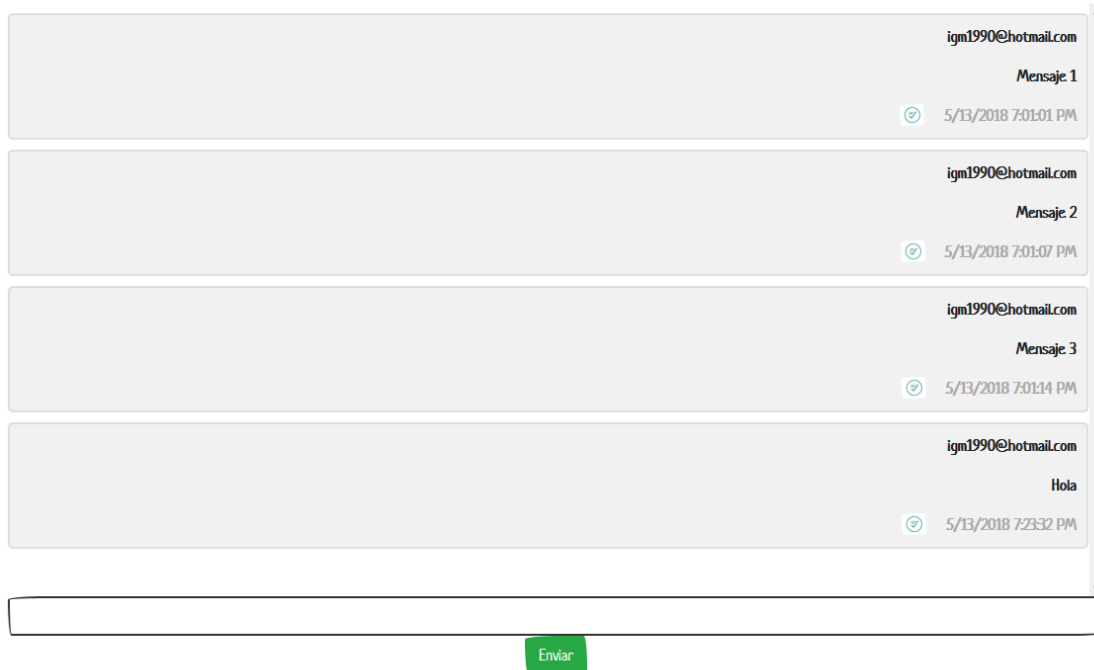 igm1990@hotmail.com
Mensaje 1
5/13/2018 7:01:01 PM
igm1990@hotmail.com
Mensaje 2
5/13/2018 7:01:07 PM
igm1990@hotmail.com
Mensaje 3
5/13/2018 7:01:14 PM
igm1990@hotmail.com
Hola
5/13/2018 7:23:32 PM
Enviar